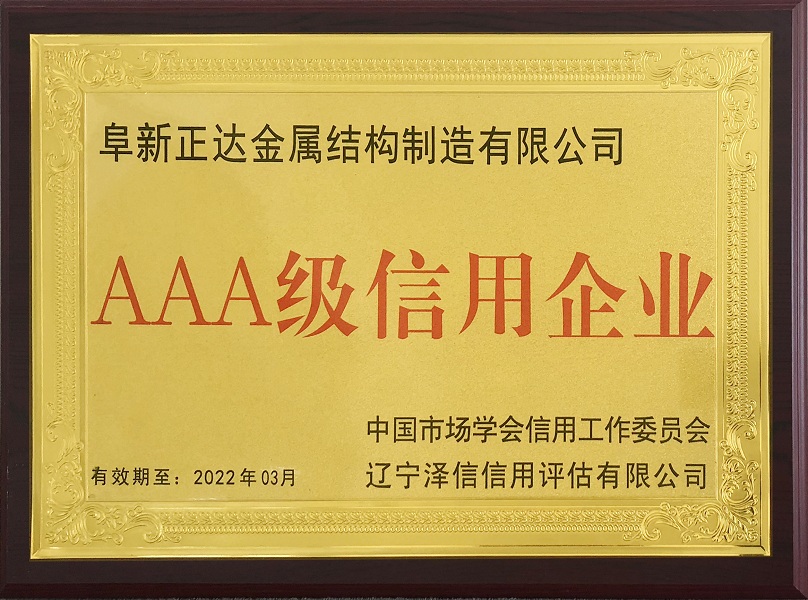 阜新正达金属结构制造有限公司
AAA级信用企业
中国市场学会信用工作委员会
有效期至：2022年03月 辽宁泽信信用评估有限公司